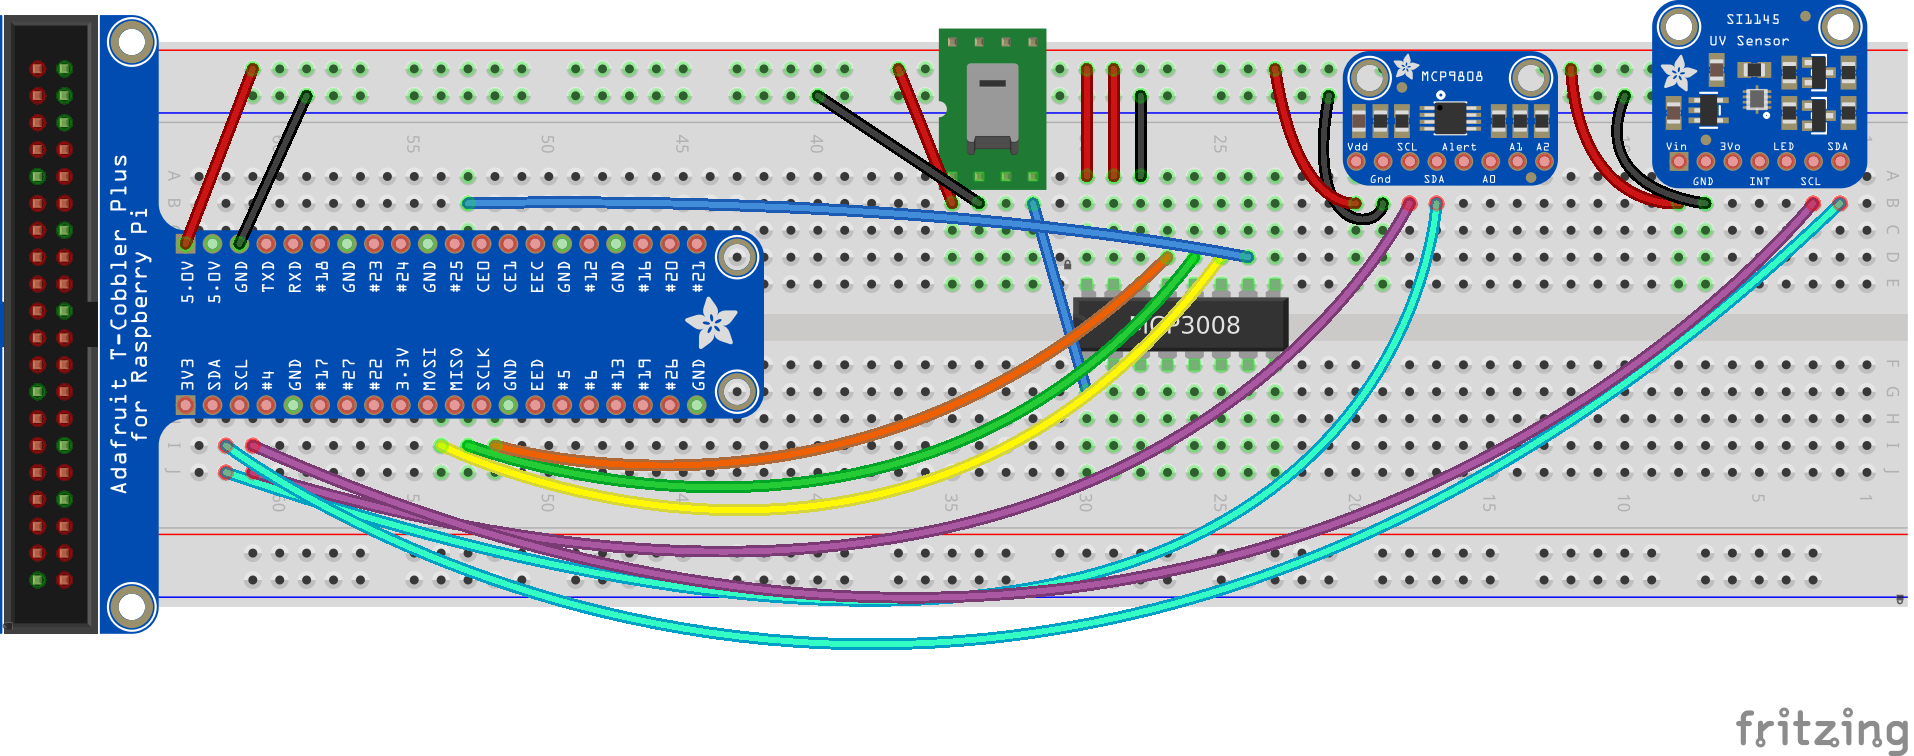 Adafruit T-Cobbler Plus
for Raspberry Pi
5.0V 5.0V GND TXD RXD #18 GND #23 #24 GND #25 CE0 CE1 EEC GND #12 GND #16 #20 #21
3V3 SDA SCL #4 GND #17 #27 #22 3.3V MOSI MISO SCLK GND EED #5 #6 #13 #19 #26 GND
MCP9808
Vdd SCL Alert A1 A2
Gnd SDA A0
SI1145
UV Sensor
Vin 3Vo LED SDA
GND INT SCL
MCP3008
55 50 45 40 25
A B
A B C D E
F G H I J
I J
50 45 35 30 25 20 15 10 5 1
fritzing